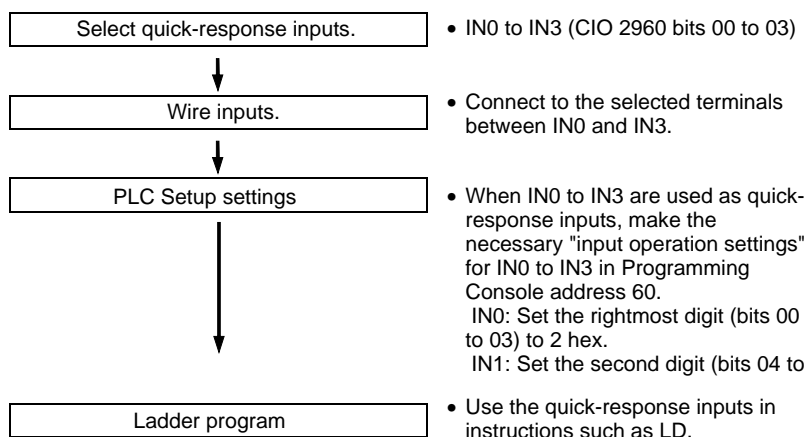 Select quick-response inputs.
• IN0 to IN3 (CIO 2960 bits 00 to 03)
Wire inputs.
• Connect to the selected terminals
between IN0 and IN3.
PLC Setup settings
• When IN0 to IN3 are used as quick-
response inputs, make the
necessary "input operation settings"
for IN0 to IN3 in Programming
Console address 60.
IN0: Set the rightmost digit (bits 00
to 03) to 2 hex.
IN1: Set the second digit (bits 04 to
Ladder program
• Use the quick-response inputs in
instructions such as LD.